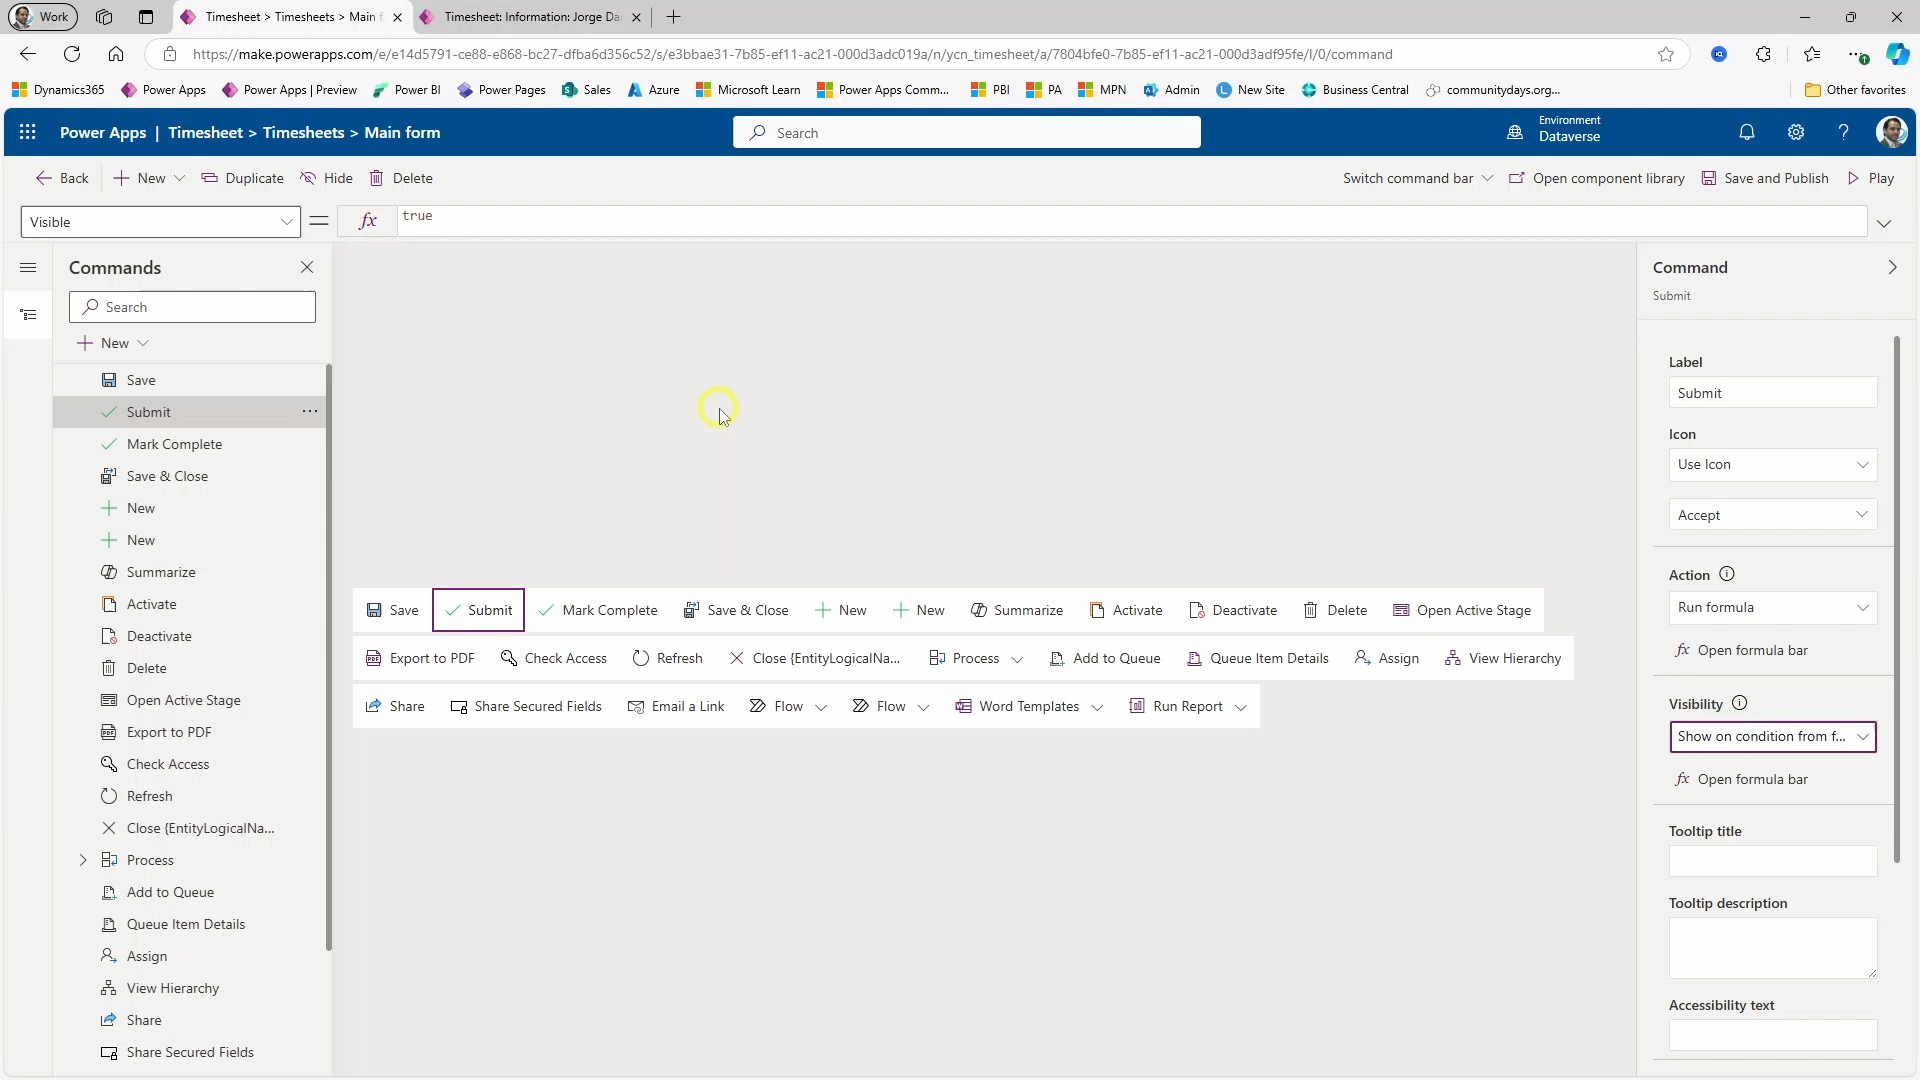 Work
Timesheet > Timesheets > Main f
Timesheet: Information: Jorge Da
https://make.powerapps.com/e/e14d5791-ce88-e868-bc27-dfba6d356c52/s/e3bbae31-7b85-ef11-ac21-000d3adc019a/n/ycn_timesheet/a/7804bfe0-7b85-ef11-ac21-000d3adf95fe/l/0/command
Dynamics365
Power Apps
Power Apps | Preview
Power BI
Power Pages
Sales
Azure
Microsoft Learn
Power Apps Comm...
PBI
PA
MPN
Admin
New Site
Business Central
communitydays.org...
Other favorites
Power Apps | Timesheet > Timesheets > Main form
Search
Environment
Dataverse
Back
New
Duplicate
Hide
Delete
Switch command bar
Open component library
Save and Publish
Play
Visible
=
fx
true
Commands
Search
New
Save
Submit
Mark Complete
Save & Close
New
New
Summarize
Activate
Deactivate
Delete
Open Active Stage
Export to PDF
Check Access
Refresh
Close {EntityLogicalNa...
Process
Add to Queue
Queue Item Details
Assign
View Hierarchy
Share
Share Secured Fields
Save
Submit
Mark Complete
Save & Close
New
New
Summarize
Activate
Deactivate
Delete
Open Active Stage
Export to PDF
Check Access
Refresh
Close {EntityLogicalNa...
Process
Add to Queue
Queue Item Details
Assign
View Hierarchy
Share
Share Secured Fields
Email a Link
Flow
Flow
Word Templates
Run Report
Command
Submit
Label
Submit
Icon
Use Icon
Accept
Action
Run formula
fx Open formula bar
Visibility
Show on condition from f...
fx Open formula bar
Tooltip title
Tooltip description
Accessibility text